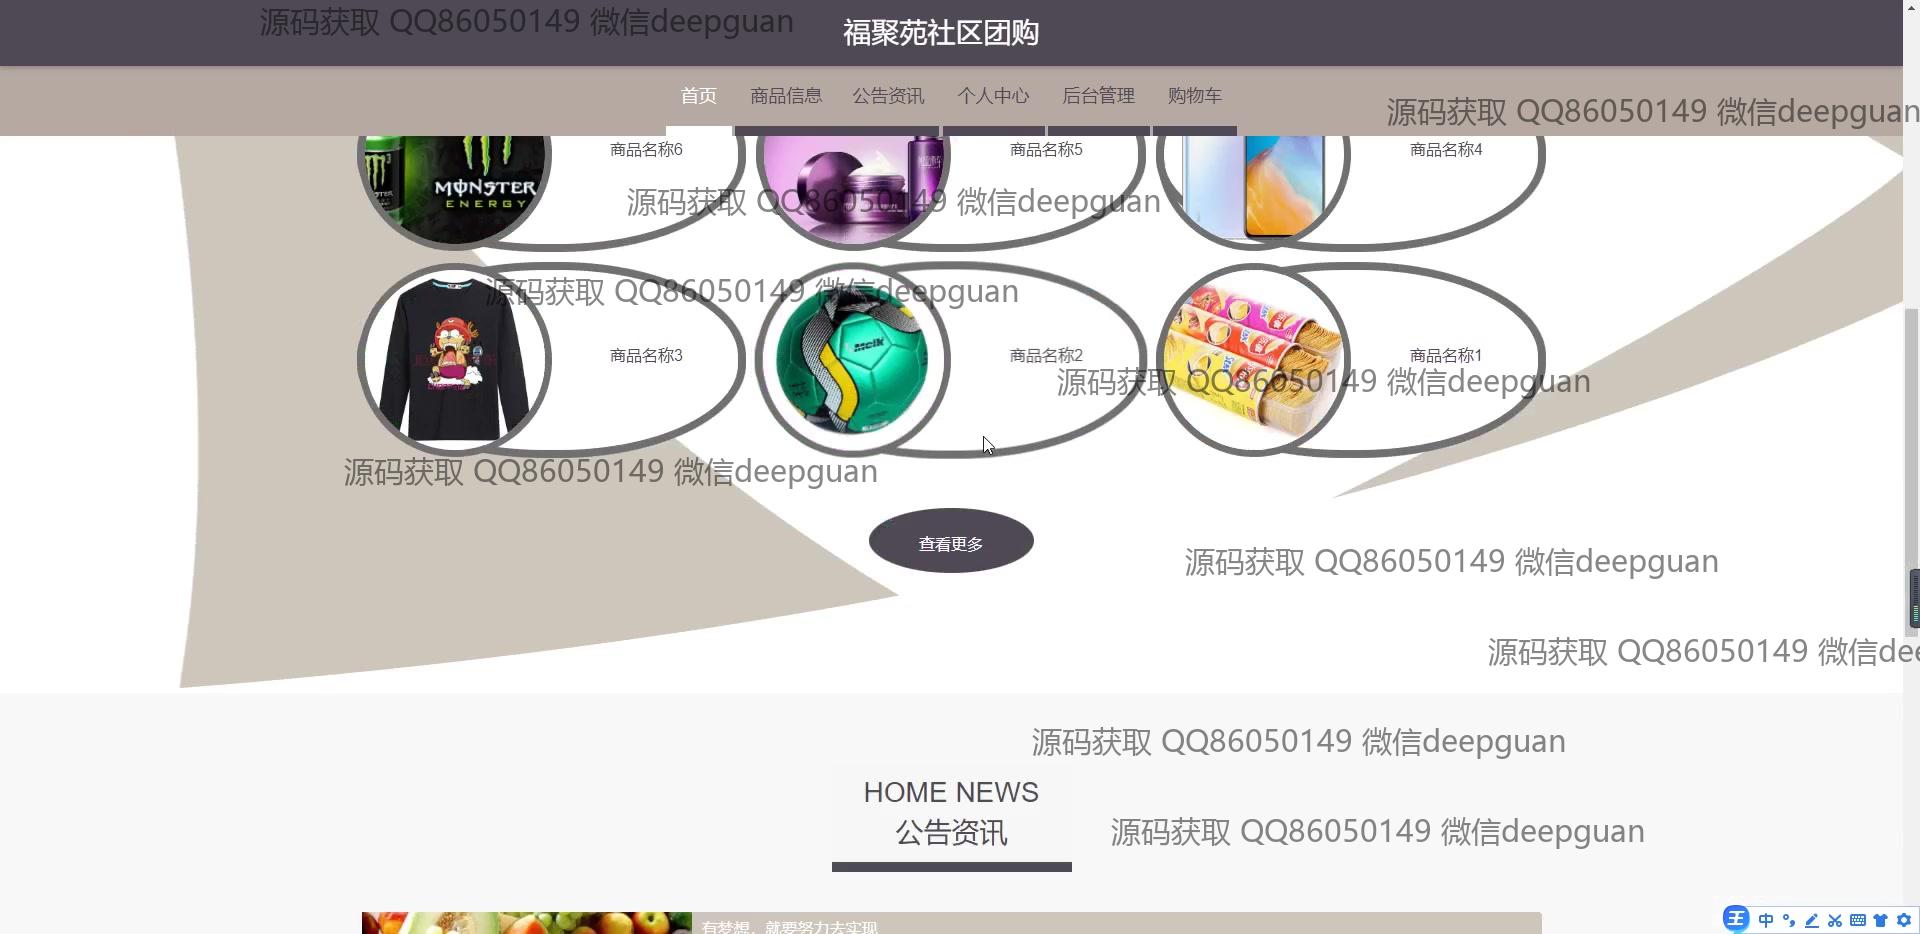 源码获取 QQ86050149 微信deepguan
福聚苑社区团购
首页 商品信息 公告资讯 个人中心 后台管理 购物车
源码获取 QQ86050149 微信deepguan
MONSTER
ENERGY
商品名称6
商品名称5
商品名称4
源码获取 QQ86050149 微信deepguan
源码获取 QQ86050149 微信deepguan
商品名称3
Meik
商品名称2
商品名称1
源码获取 QQ86050149 微信deepguan
源码获取 QQ86050149 微信deepguan
查看更多
源码获取 QQ86050149 微信deepguan
源码获取 QQ86050149 微信dee
源码获取 QQ86050149 微信deepguan
HOME NEWS
公告资讯
源码获取 QQ86050149 微信deepguan
有梦想，就要努力去实现
王 中